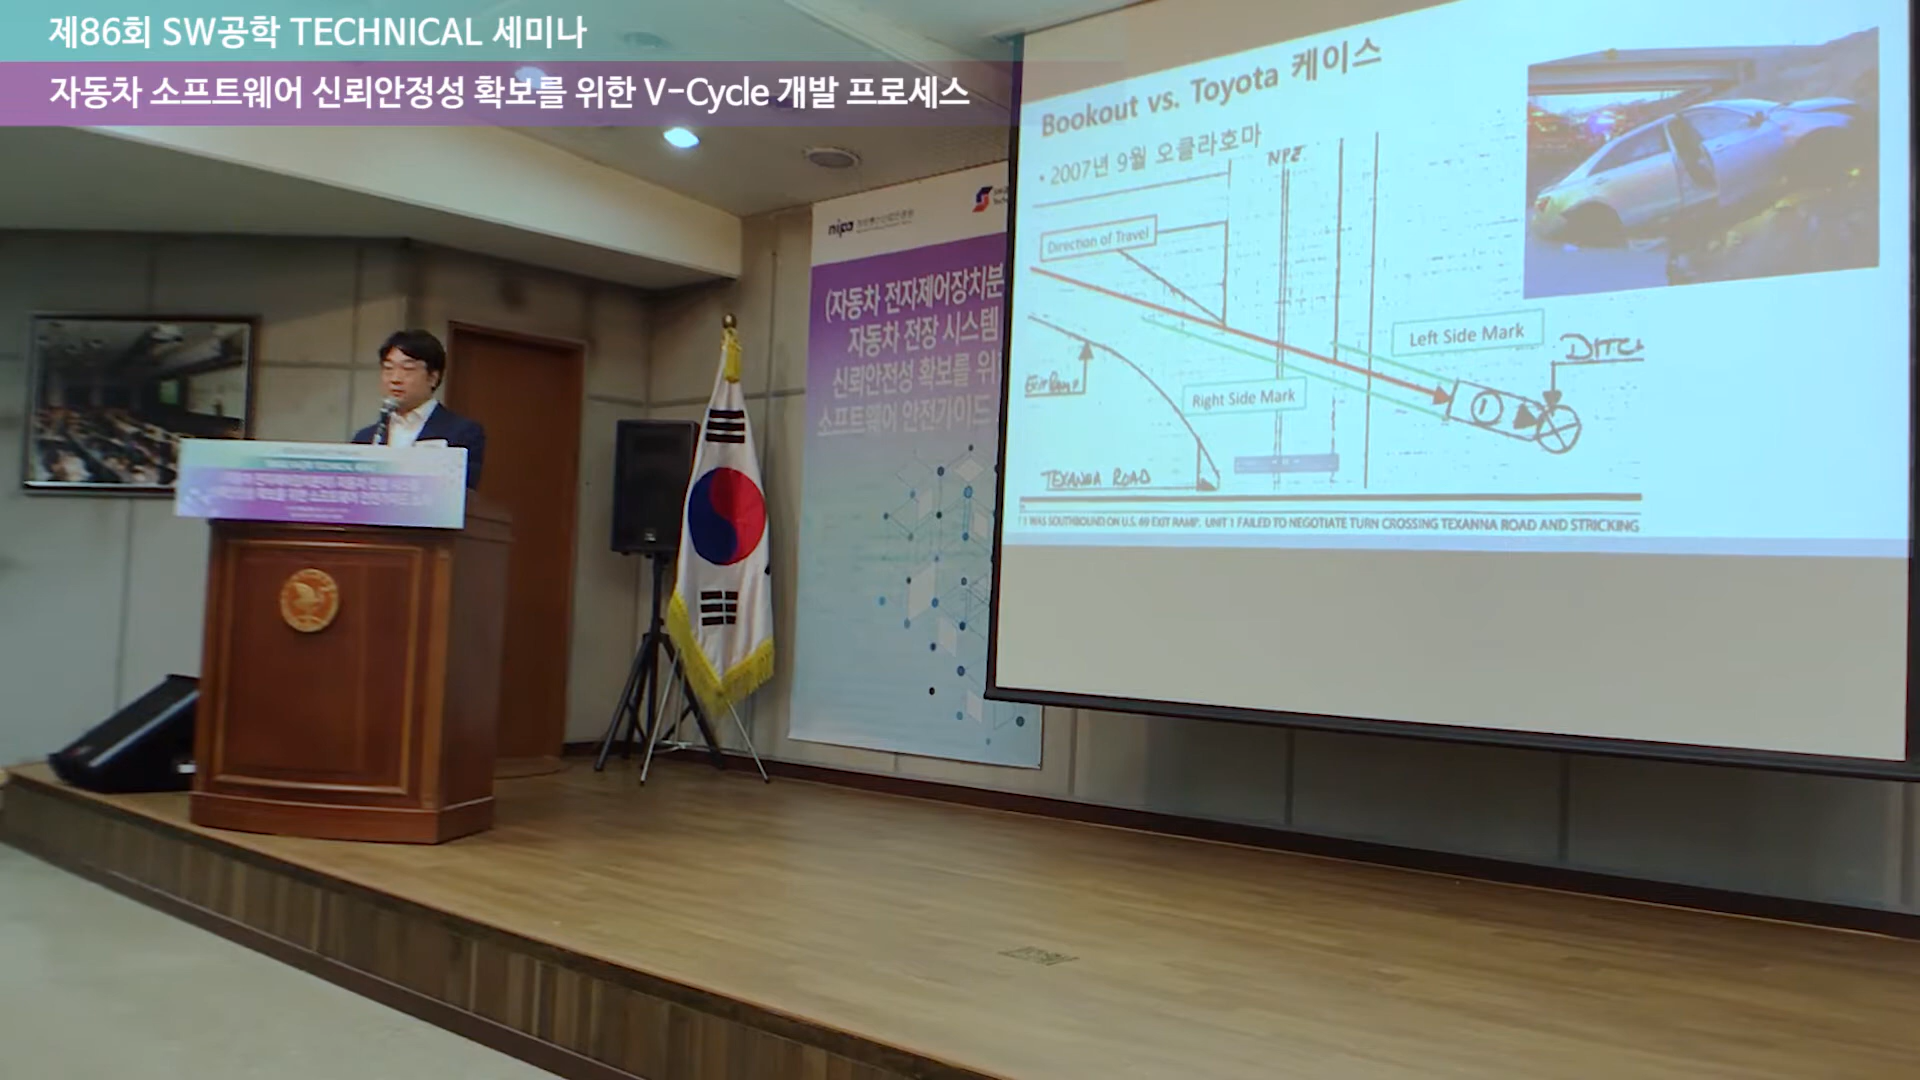 제86회 SW공학 TECHNICAL 세미나
자동차 소프트웨어 신뢰안정성 확보를 위한 V-Cycle 개발 프로세스
Bookout vs. Toyota 케이스
• 2007년 9월 오클라호마
Direction of Travel
Left Side Mark
DITCH
EXIT RAMP
Right Side Mark
1
TEXANNA ROAD
1 WAS SOUTHBOUND ON U.S. 69 EXIT RAMP. UNIT 1 FAILED TO NEGOTIATE TURN CROSSING TEXANNA ROAD AND STRICKING
nipa
(자동차 전자제어장치분
자동차 전장 시스템
신뢰안전성 확보를 위
소프트웨어 안전가이드